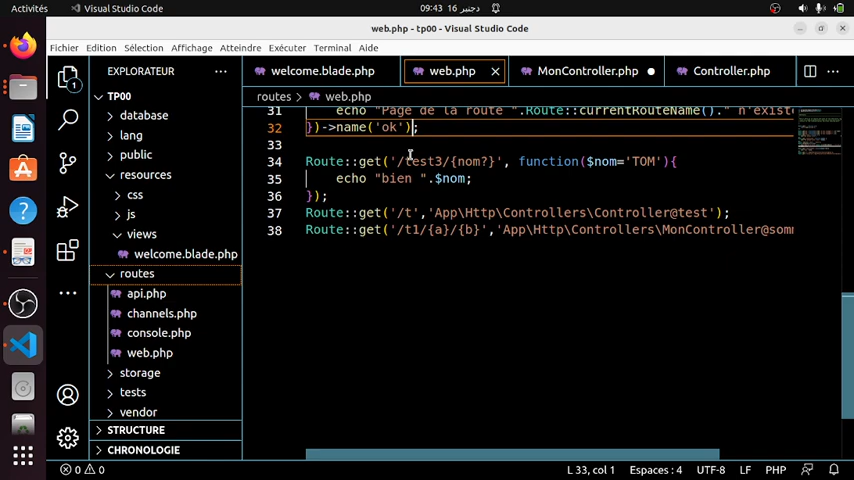 Activités
Visual Studio Code
09:43 16 دجنبر
web.php - tp00 - Visual Studio Code
Fichier Edition Sélection Affichage Atteindre Exécuter Terminal Aide
EXPLORATEUR
welcome.blade.php
web.php
MonController.php
Controller.php
TP00
routes > web.php
database
lang
public
resources
css
js
views
welcome.blade.php
routes
api.php
channels.php
console.php
web.php
storage
tests
vendor
STRUCTURE
CHRONOLOGIE
1
31 echo "Page de la route ".Route::currentRouteName()." n'existe
32 })->name('ok');
33
34 Route::get('/test3/{nom?}', function($nom='TOM'){
35 echo "bien ".$nom;
36 });
37 Route::get('/t','App\Http\Controllers\Controller@test');
38 Route::get('/t1/{a}/{b}','App\Http\Controllers\MonController@som
0 0
L 33, col 1 Espaces : 4 UTF-8 LF PHP